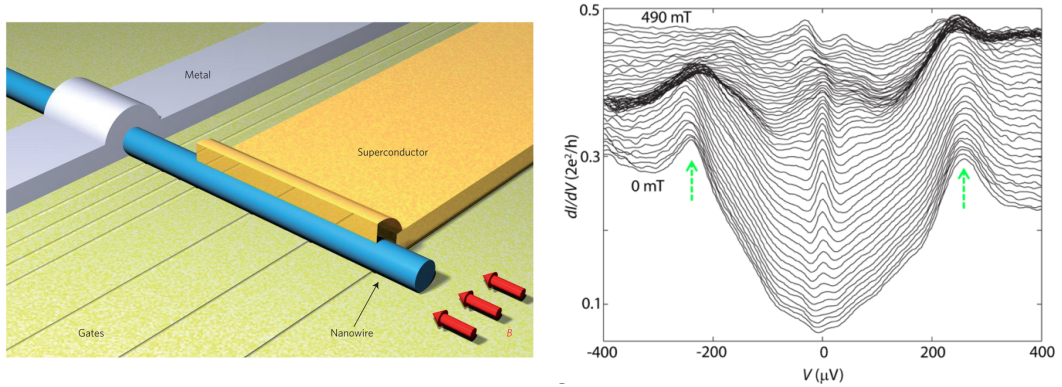 Metal
Superconductor
Gates
Nanowire
B
0.5
490 mT
0.3
0 mT
0.1
dI/dV (2e²/h)
-400
-200
0
200
400
V (μV)